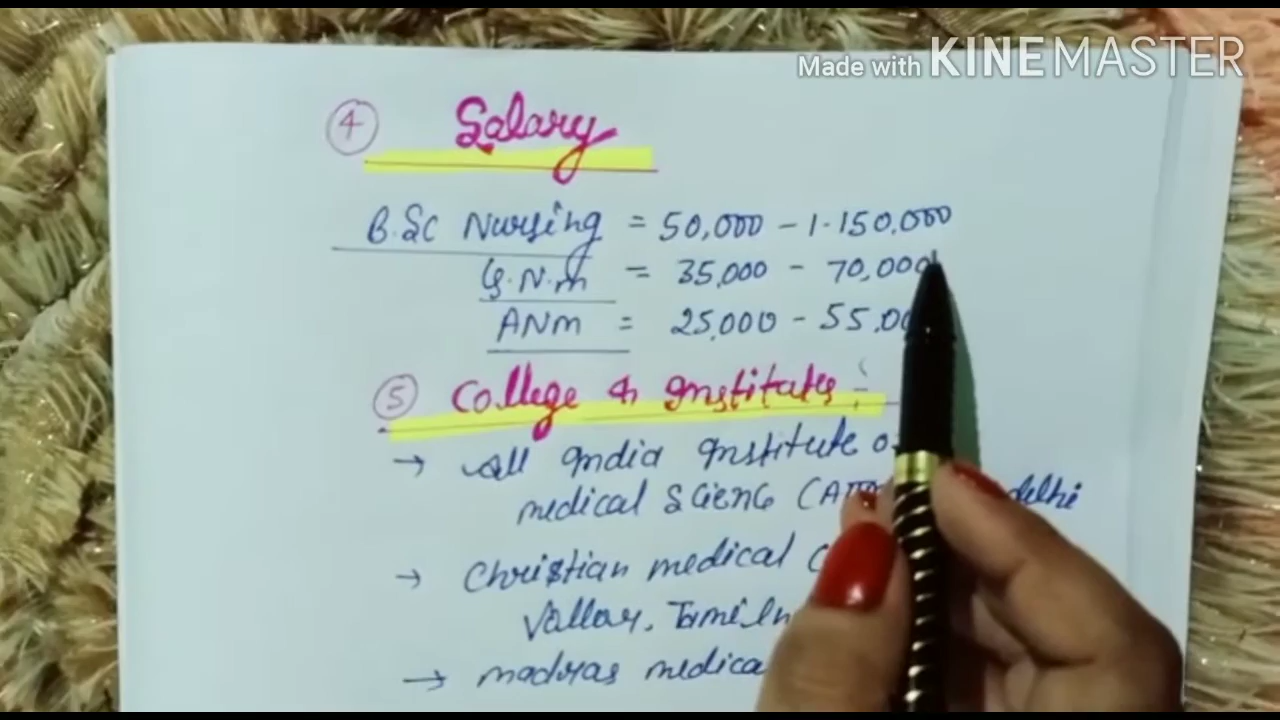 Made with KINEMASTER
④ Salary
B.Sc Nursing = 50,000 - 1.150.000
G.N.m = 35,000 - 70,000
ANM = 25,000 - 55,00
⑤ College & Institutes :
→ All India Institute
medical Science delhi
→ Christian medical
Vallor, Tamil
→ madras medica